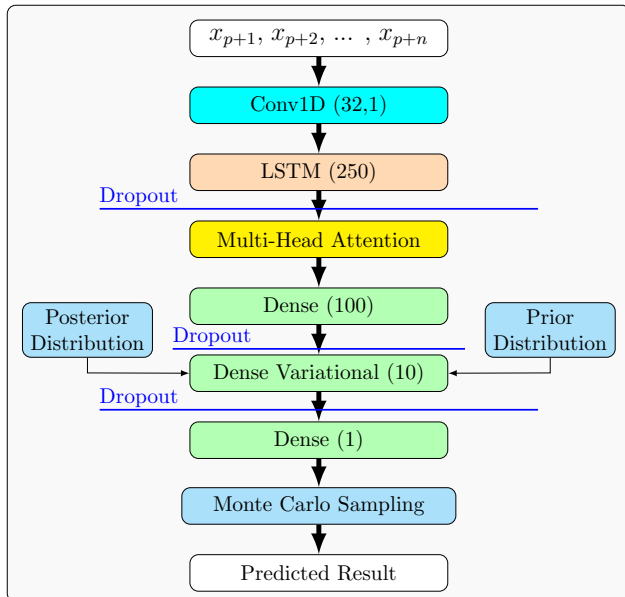 x_{p+1}, x_{p+2}, ... , x_{p+n}
Conv1D (32,1)
LSTM (250)
Dropout
Multi-Head Attention
Dense (100)
Posterior
Distribution
Prior
Distribution
Dropout
Dense Variational (10)
Dropout
Dense (1)
Monte Carlo Sampling
Predicted Result